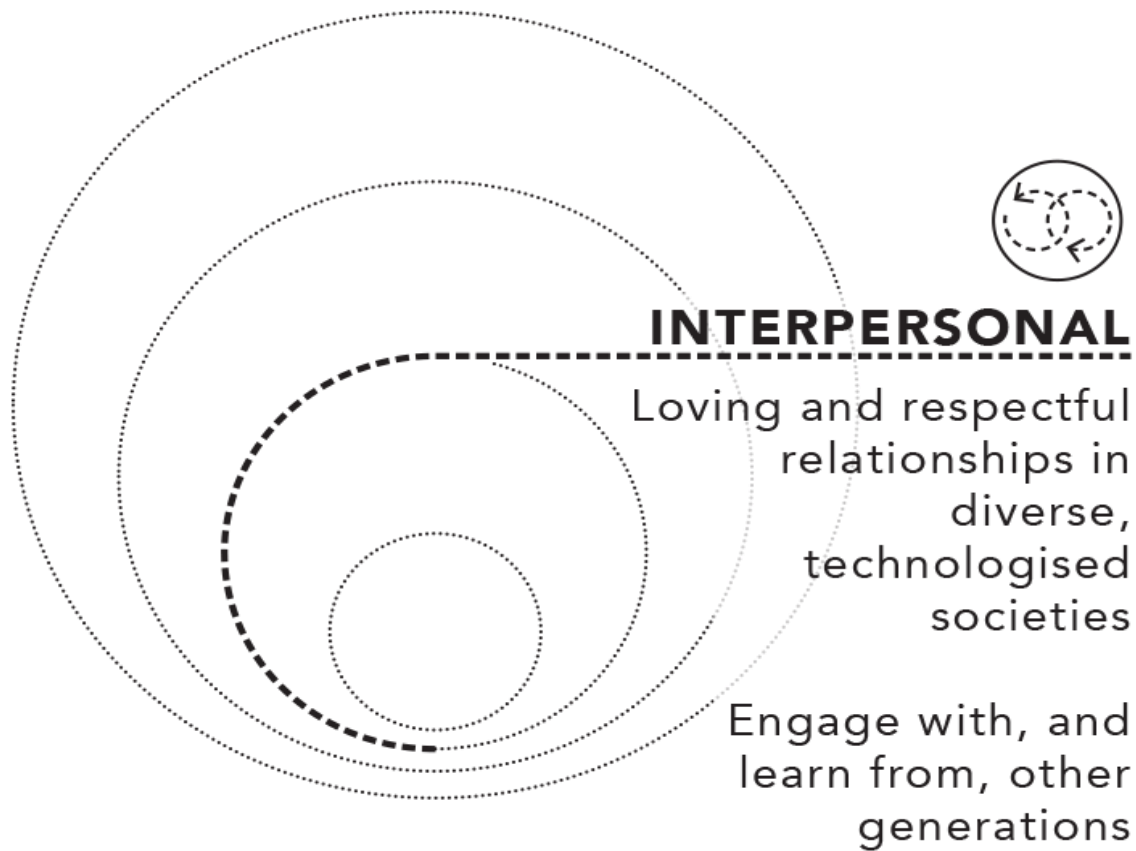 INTERPERSONAL
Loving and respectful
relationships in
diverse,
technologised
societies
Engage with, and
learn from, other
generations